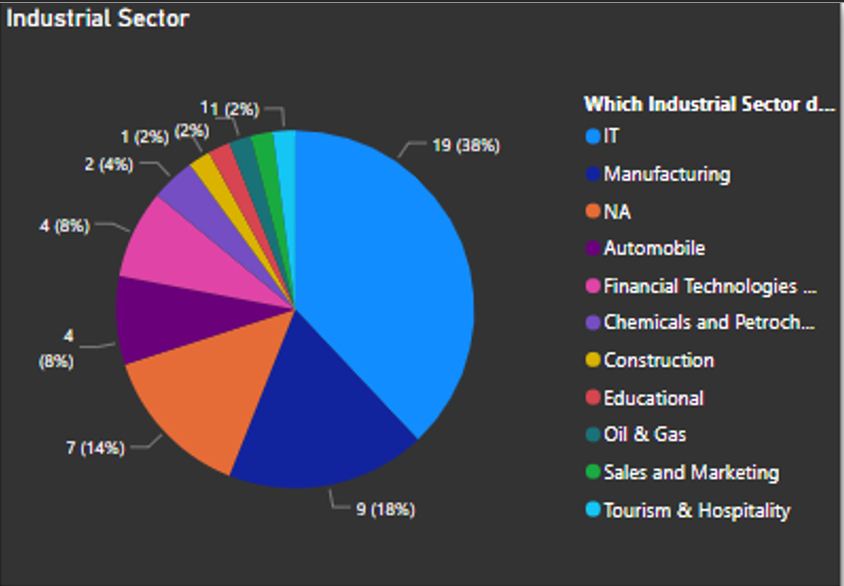 Industrial Sector
Which Industrial Sector d...
IT
Manufacturing
NA
Automobile
Financial Technologies ...
Chemicals and Petroch...
Construction
Educational
Oil & Gas
Sales and Marketing
Tourism & Hospitality
19 (38%)
9 (18%)
7 (14%)
4
(8%)
4 (8%)
2 (4%)
1 (2%)
(2%)
1
1 (2%)